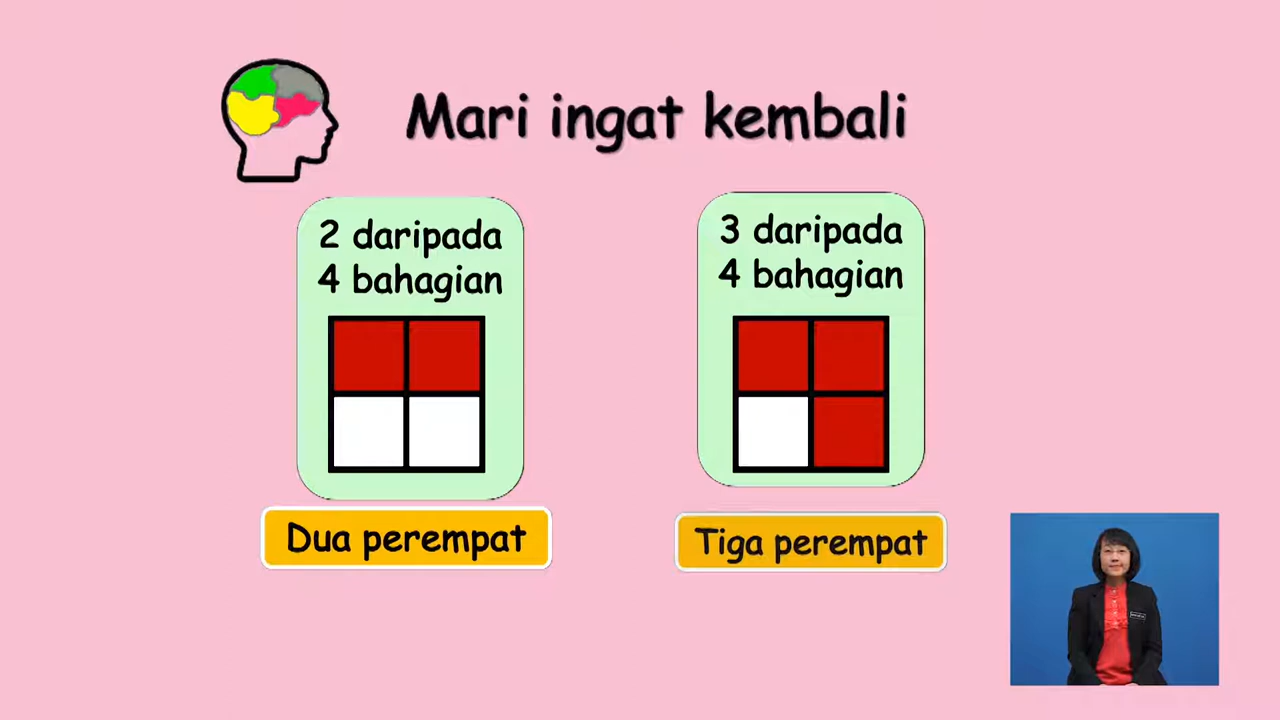 Mari ingat kembali
2 daripada
4 bahagian
Dua perempat
3 daripada
4 bahagian
Tiga perempat